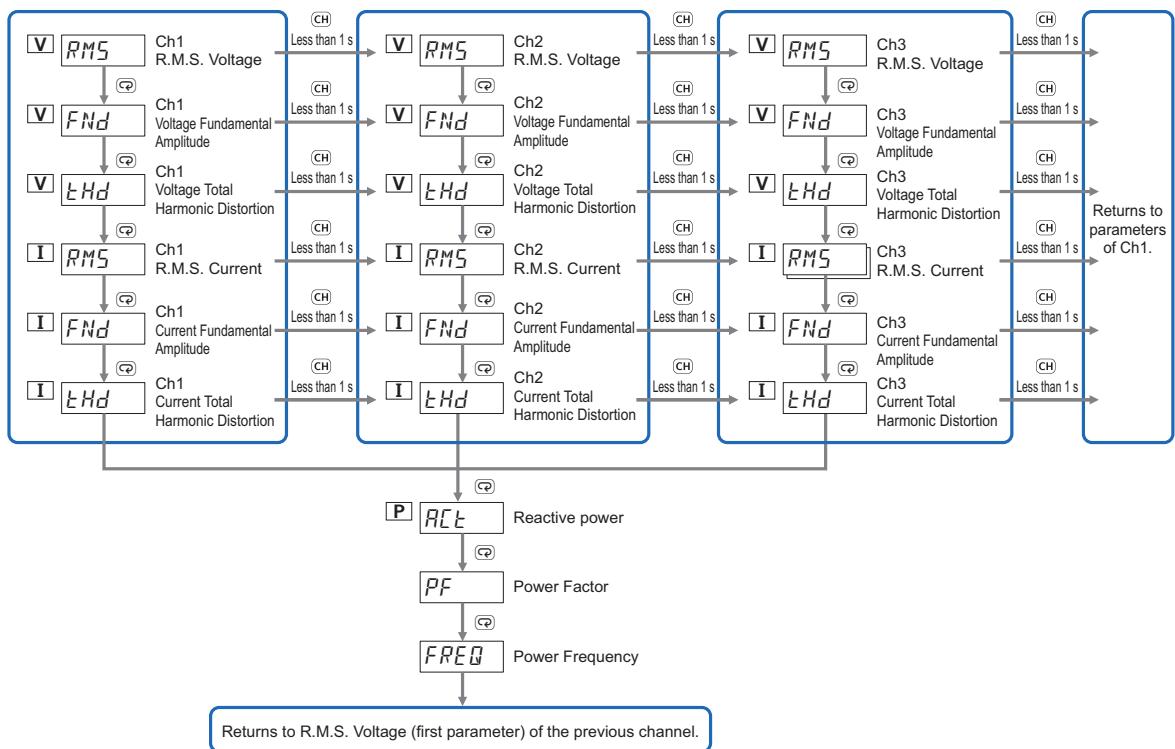 CH CH CH
V RMS Ch1 Less than 1 s V RMS Ch2 Less than 1 s V RMS Ch3 Less than 1 s
R.M.S. Voltage R.M.S. Voltage R.M.S. Voltage
CH CH CH
V FNd Ch1 Less than 1 s V FNd Ch2 Less than 1 s V FNd Ch3 Less than 1 s
Voltage Fundamental Voltage Fundamental Voltage Fundamental
Amplitude Amplitude Amplitude
CH CH CH
V tHd Ch1 Less than 1 s V tHd Ch2 Less than 1 s V tHd Ch3 Less than 1 s
Voltage Total Voltage Total Voltage Total
Harmonic Distortion Harmonic Distortion Harmonic Distortion
Returns to
parameters
of Ch1.
CH CH CH
I RMS Ch1 Less than 1 s I RMS Ch2 Less than 1 s I RMS Ch3 Less than 1 s
R.M.S. Current R.M.S. Current R.M.S. Current
CH CH CH
I FNd Ch1 Less than 1 s I FNd Ch2 Less than 1 s I FNd Ch3 Less than 1 s
Current Fundamental Current Fundamental Current Fundamental
Amplitude Amplitude Amplitude
CH CH CH
I tHd Ch1 Less than 1 s I tHd Ch2 Less than 1 s I tHd Ch3 Less than 1 s
Current Total Current Total Current Total
Harmonic Distortion Harmonic Distortion Harmonic Distortion
P ACt Reactive power
PF Power Factor
FREQ Power Frequency
Returns to R.M.S. Voltage (first parameter) of the previous channel.